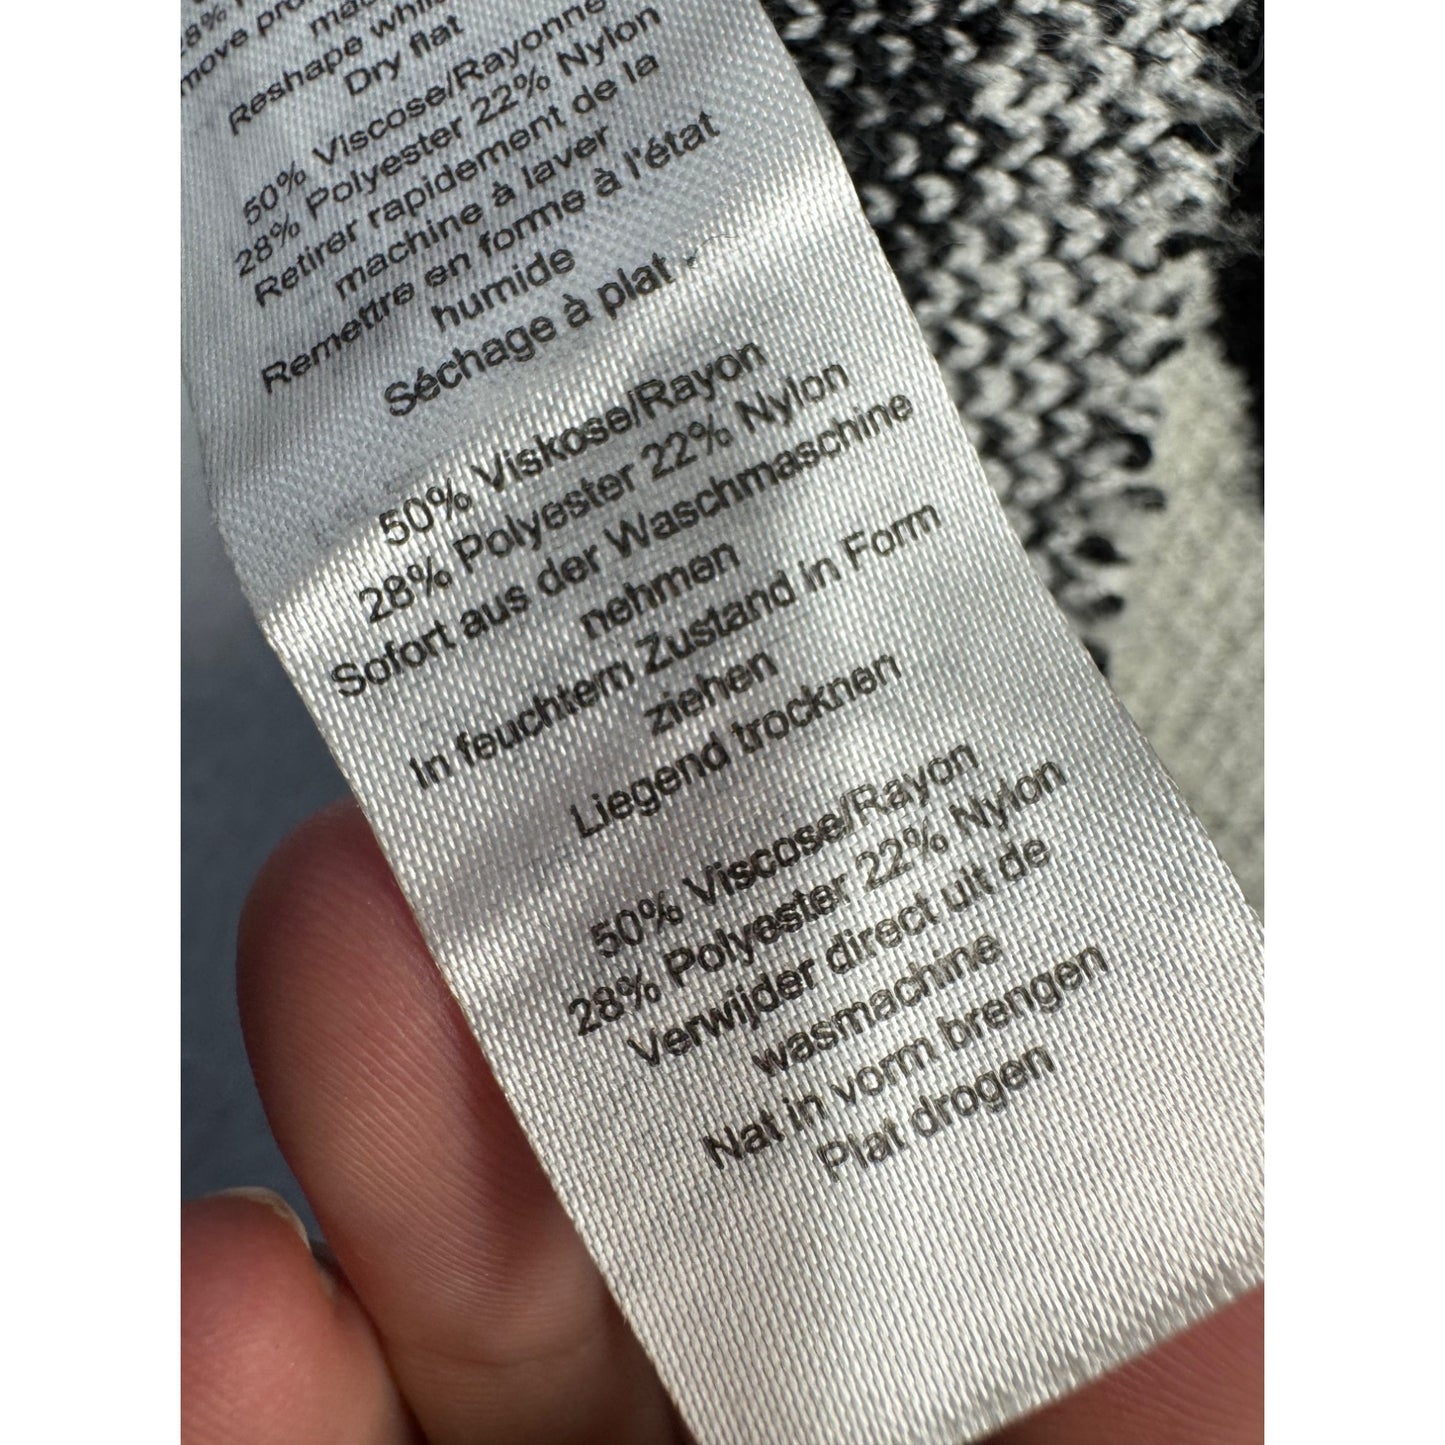 28%
move
Reshape
Dry flat
50% Viscose/Rayonne
28% Polyester 22% Nylon
Retirer rapidement de la
machine à laver
Remettre en forme à l'état
humide
Séchage à plat -
50% Viskose/Rayon
28% Polyester 22% Nylon
Sofort aus der Waschmaschine
nehmen
In feuchtem Zustand in Form
ziehen
Liegend trocknen
50% Viscose/Rayon
28% Polyester 22% Nylon
Verwijder direct uit de
wasmachine
Nat in vorm brengen
Plat drogen